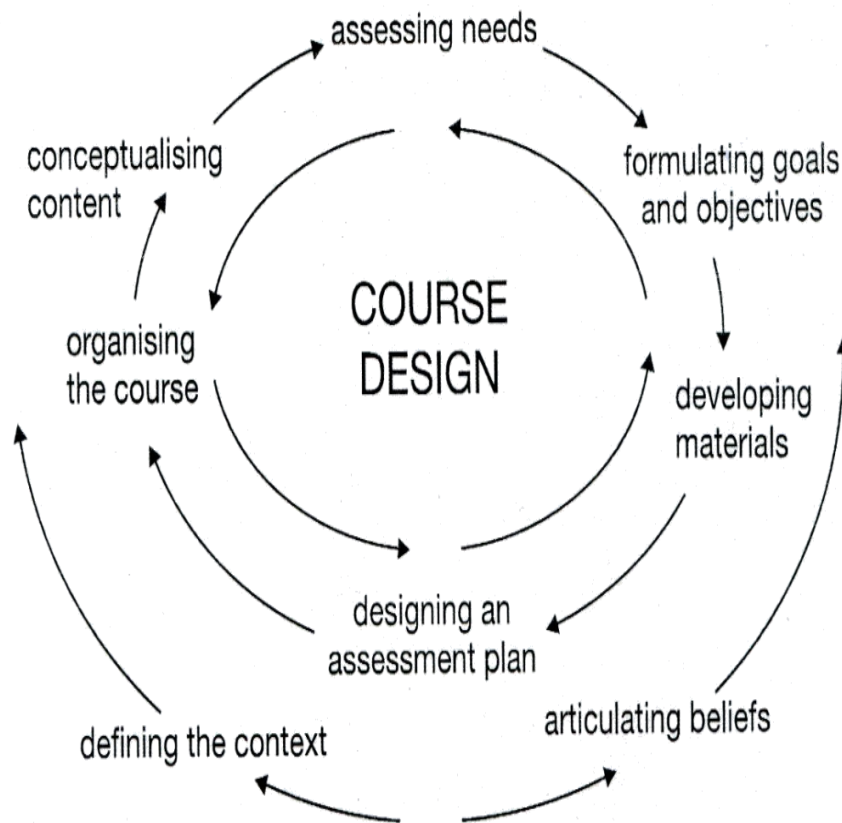 assessing needs
conceptualising
content
formulating goals
and objectives
COURSE
DESIGN
organising
the course
developing
materials
designing an
assessment plan
defining the context
articulating beliefs